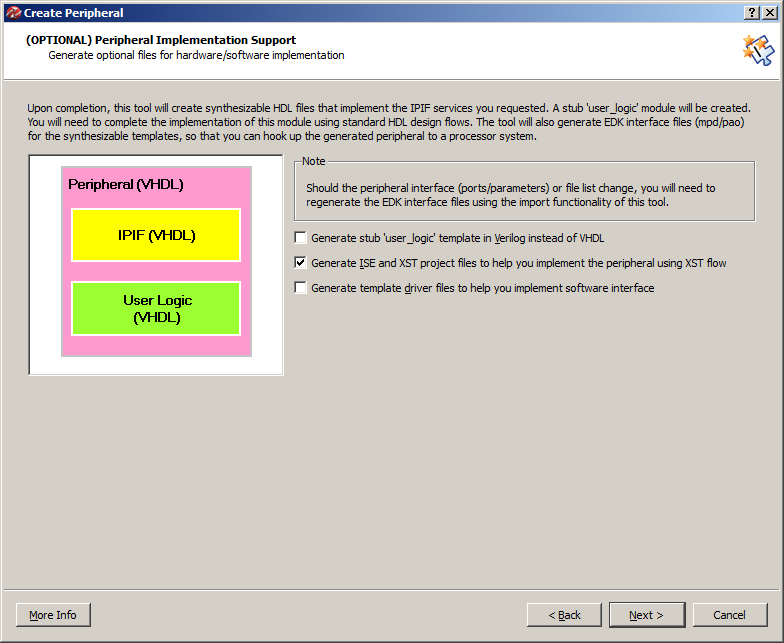 Create Peripheral
(OPTIONAL) Peripheral Implementation Support
Generate optional files for hardware/software implementation
Upon completion, this tool will create synthesizable HDL files that implement the IPIF services you requested. A stub 'user_logic' module will be created.
You will need to complete the implementation of this module using standard HDL design flows. The tool will also generate EDK interface files (mpd/pao)
for the synthesizable templates, so that you can hook up the generated peripheral to a processor system.
Peripheral (VHDL)
IPIF (VHDL)
User Logic
(VHDL)
Note
Should the peripheral interface (ports/parameters) or file list change, you will need to
regenerate the EDK interface files using the import functionality of this tool.
Generate stub 'user_logic' template in Verilog instead of VHDL
Generate ISE and XST project files to help you implement the peripheral using XST flow
Generate template driver files to help you implement software interface
More Info
< Back
Next >
Cancel